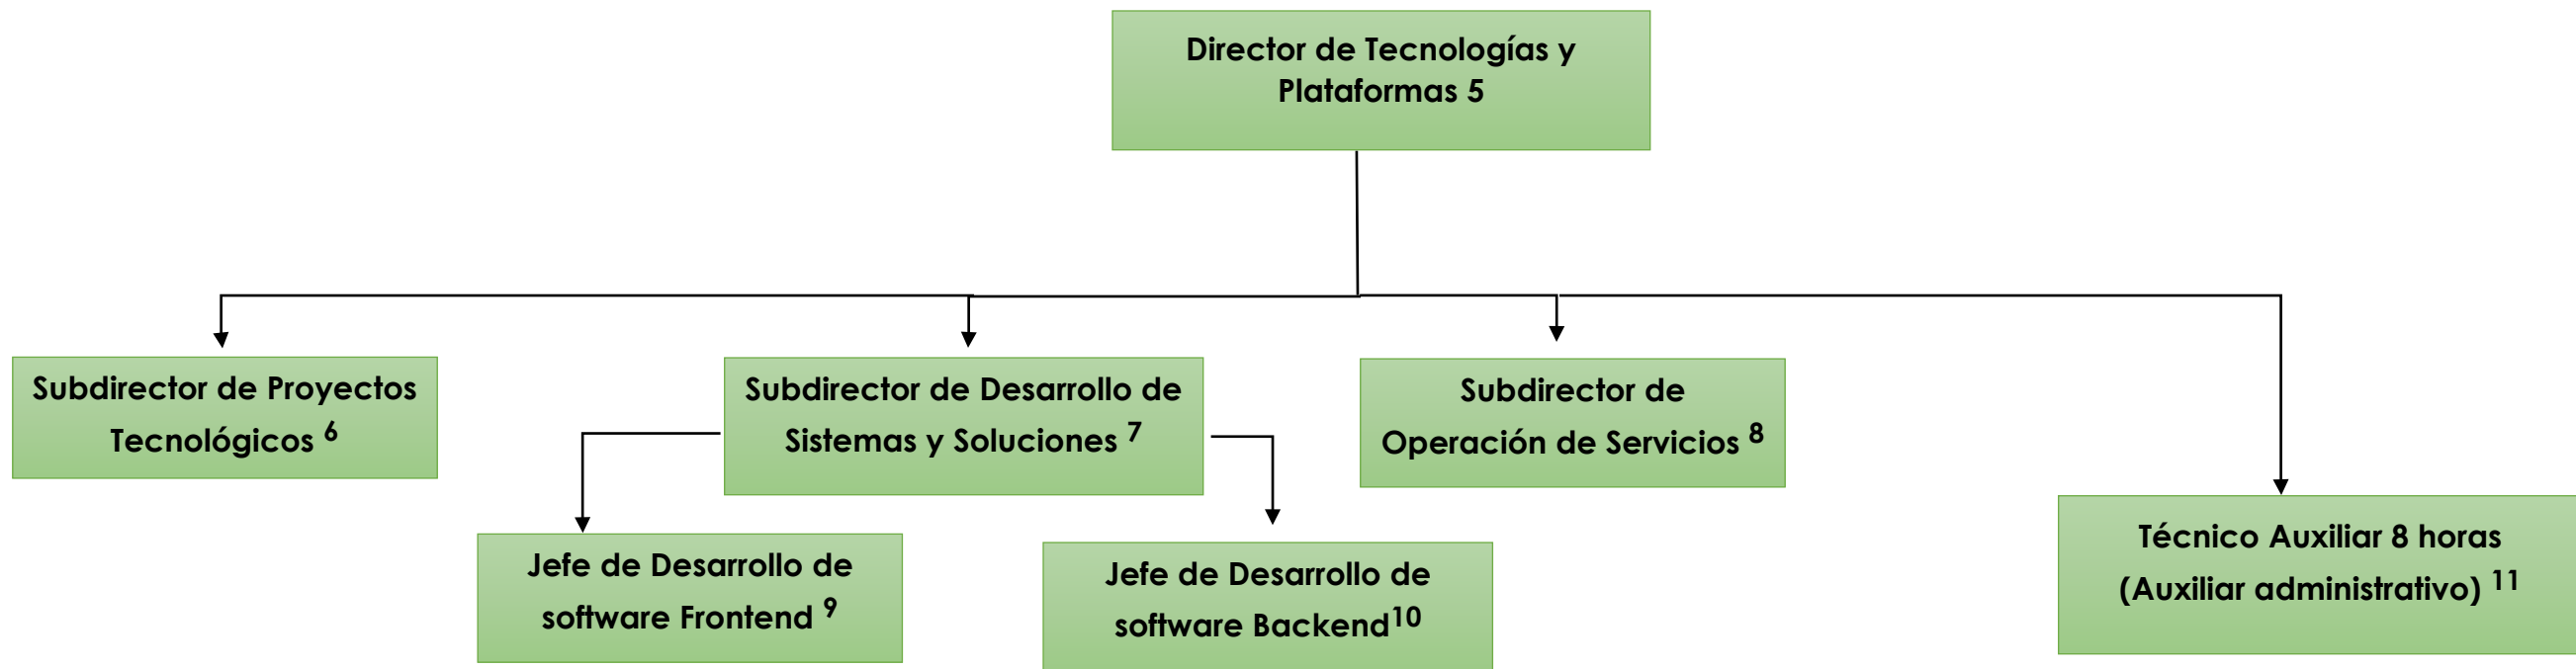 Director de Tecnologías y
Plataformas 5
Subdirector de Proyectos
Tecnológicos 6
Subdirector de Desarrollo de
Sistemas y Soluciones 7
Subdirector de
Operación de Servicios 8
Jefe de Desarrollo de
software Frontend 9
Jefe de Desarrollo de
software Backend10
Técnico Auxiliar 8 horas
(Auxiliar administrativo) 11